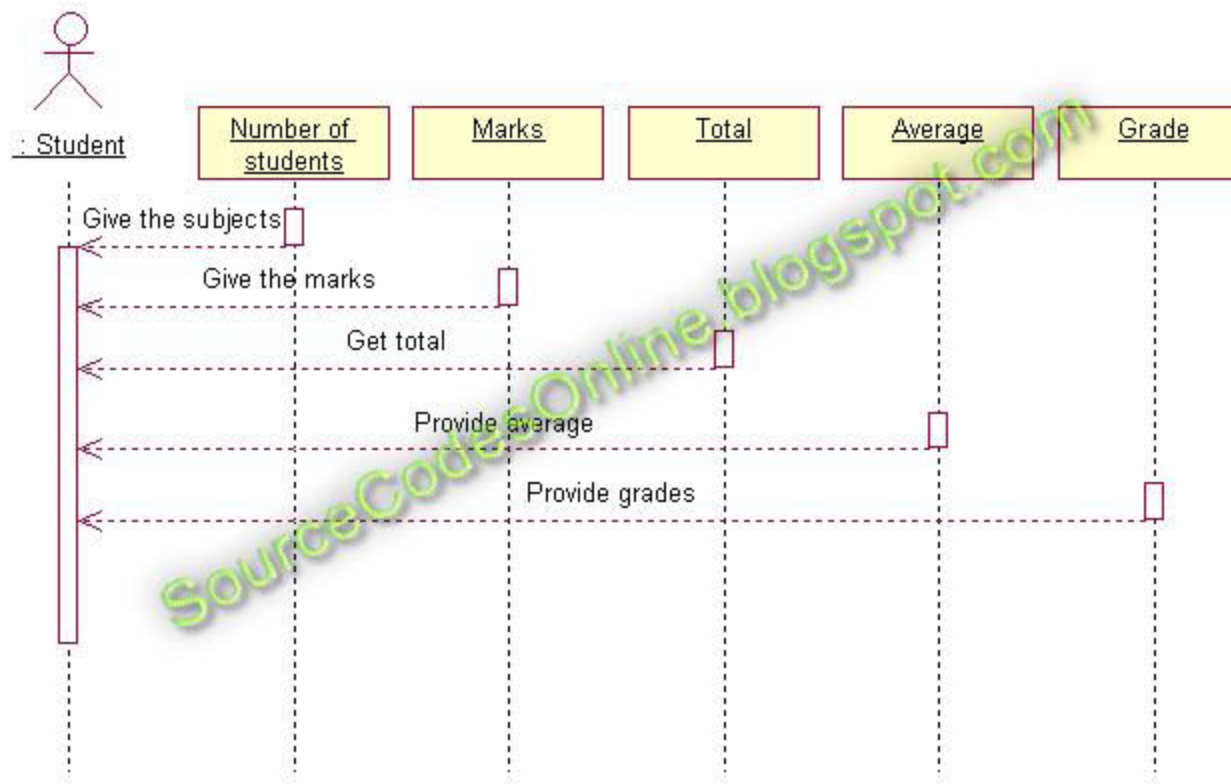 : Student
Number of
students
Marks
Total
Average
Grade
Give the subjects
Give the marks
Get total
Provide average
Provide grades
SourceCodesOnline.blogspot.com